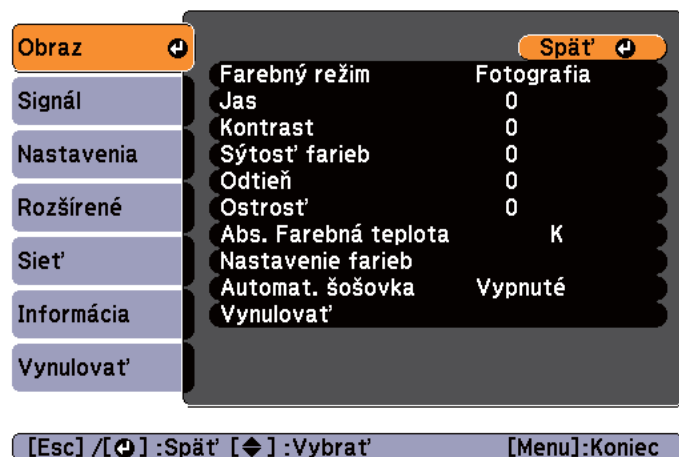 Obraz
Signál
Nastavenia
Rozšírené
Sieť
Informácia
Vynulovať
Späť
Farebný režim Fotografia
Jas 0
Kontrast 0
Sýtosť farieb 0
Odtieň 0
Ostrosť 0
Abs. Farebná teplota K
Nastavenie farieb
Automat. šošovka Vypnuté
Vynulovať
[Esc] /[ ] :Späť [ ] :Vybrať [Menu]:Koniec